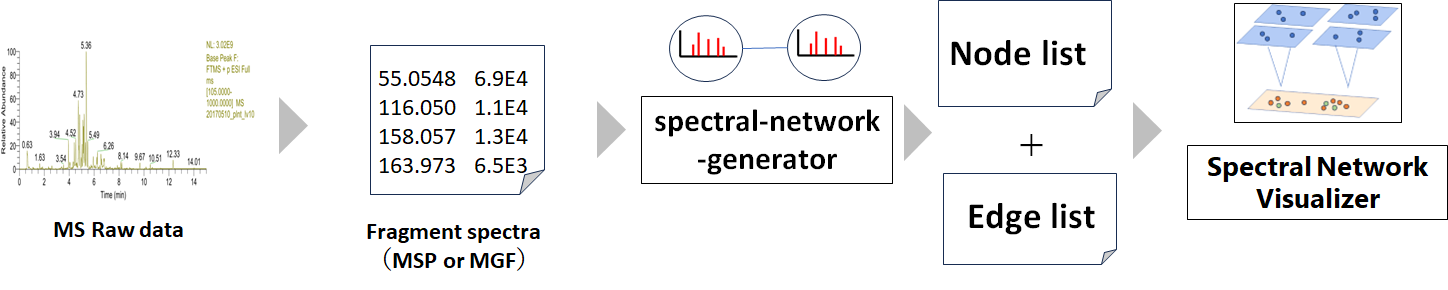 NL: 3.02E9
Base Peak F:
FTMS + p ESI Full
ms
[105.0000-
1000.0000] MS
20170510_pint_lv10
Relative Abundance
100
80
60
40
20
0
5.36
4.73
3.94
4.52
5.49
6.26
0.63
1.63
3.54
8.14
9.67
10.51
12.33
14.01
0 2 4 6 8 10 12 14
Time (min)
MS Raw data
55.0548 6.9E4
116.050 1.1E4
158.057 1.3E4
163.973 6.5E3
Fragment spectra
（MSP or MGF）
spectral-network
-generator
Node list
+
Edge list
Spectral Network
Visualizer